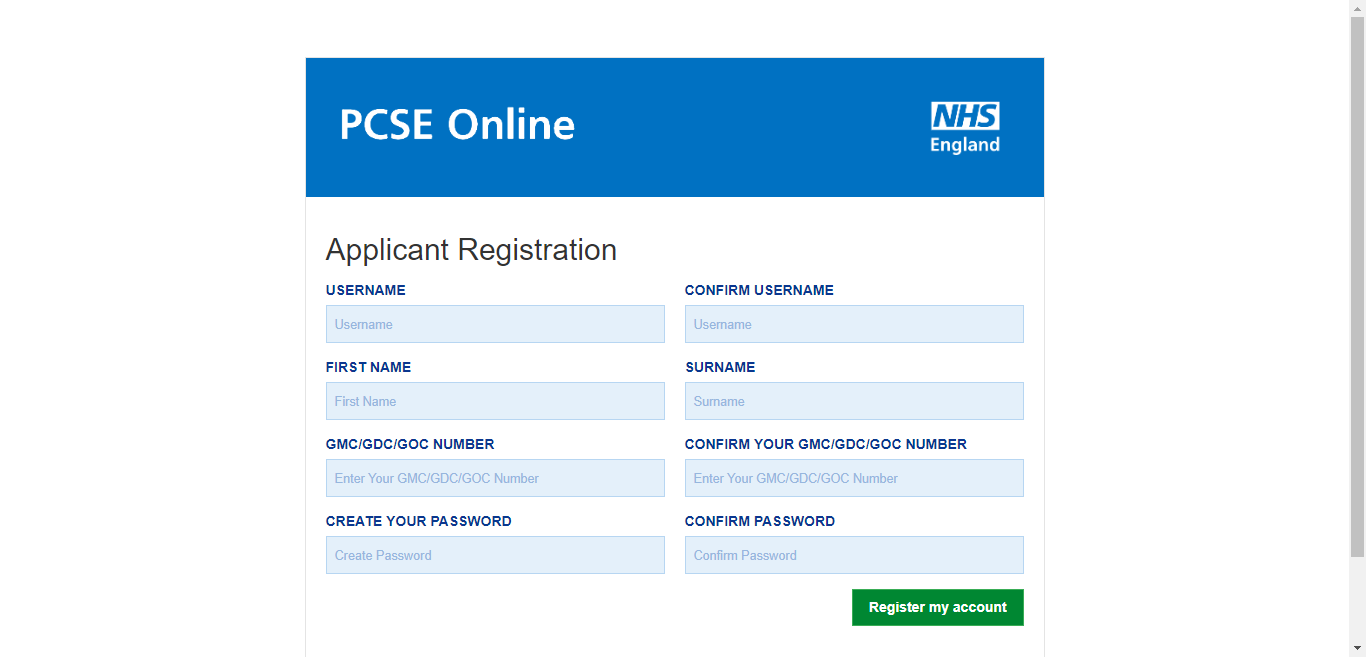 PCSE Online
NHS
England
Applicant Registration
USERNAME
CONFIRM USERNAME
Username
Username
FIRST NAME
SURNAME
First Name
Surname
GMC/GDC/GOC NUMBER
CONFIRM YOUR GMC/GDC/GOC NUMBER
Enter Your GMC/GDC/GOC Number
Enter Your GMC/GDC/GOC Number
CREATE YOUR PASSWORD
CONFIRM PASSWORD
Create Password
Confirm Password
Register my account